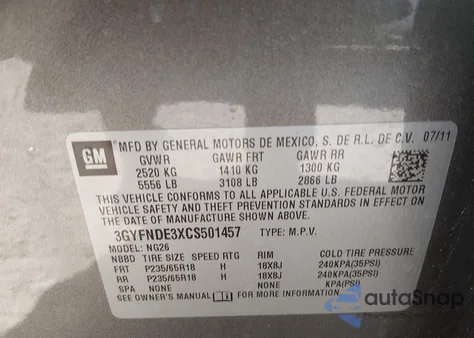 GM
MFD BY GENERAL MOTORS DE MEXICO, S. DE R.L. DE C.V. 07/11
GVWR GAWR FRT GAWR RR
2520 KG 1410 KG 1300 KG
5556 LB 3108 LB 2866 LB
THIS VEHICLE CONFORMS TO ALL APPLICABLE U.S. FEDERAL MOTOR
VEHICLE SAFETY AND THEFT PREVENTION STANDARDS IN EFFECT ON
THE DATE OF MANUFACTURE SHOWN ABOVE.
3GYFNDE3XCS501457 TYPE: M.P.V.
MODEL: NG26
NBBD TIRE SIZE SPEED RTG RIM COLD TIRE PRESSURE
FRT P235/65R18 H 18X8J 240KPA(35PSI)
RR P235/65R18 H 18X8J 240KPA(35PSI)
SPA NONE NONE KPA(PSI)
SEE OWNER'S MANUAL FOR MORE INFORMATION.
autoSnap